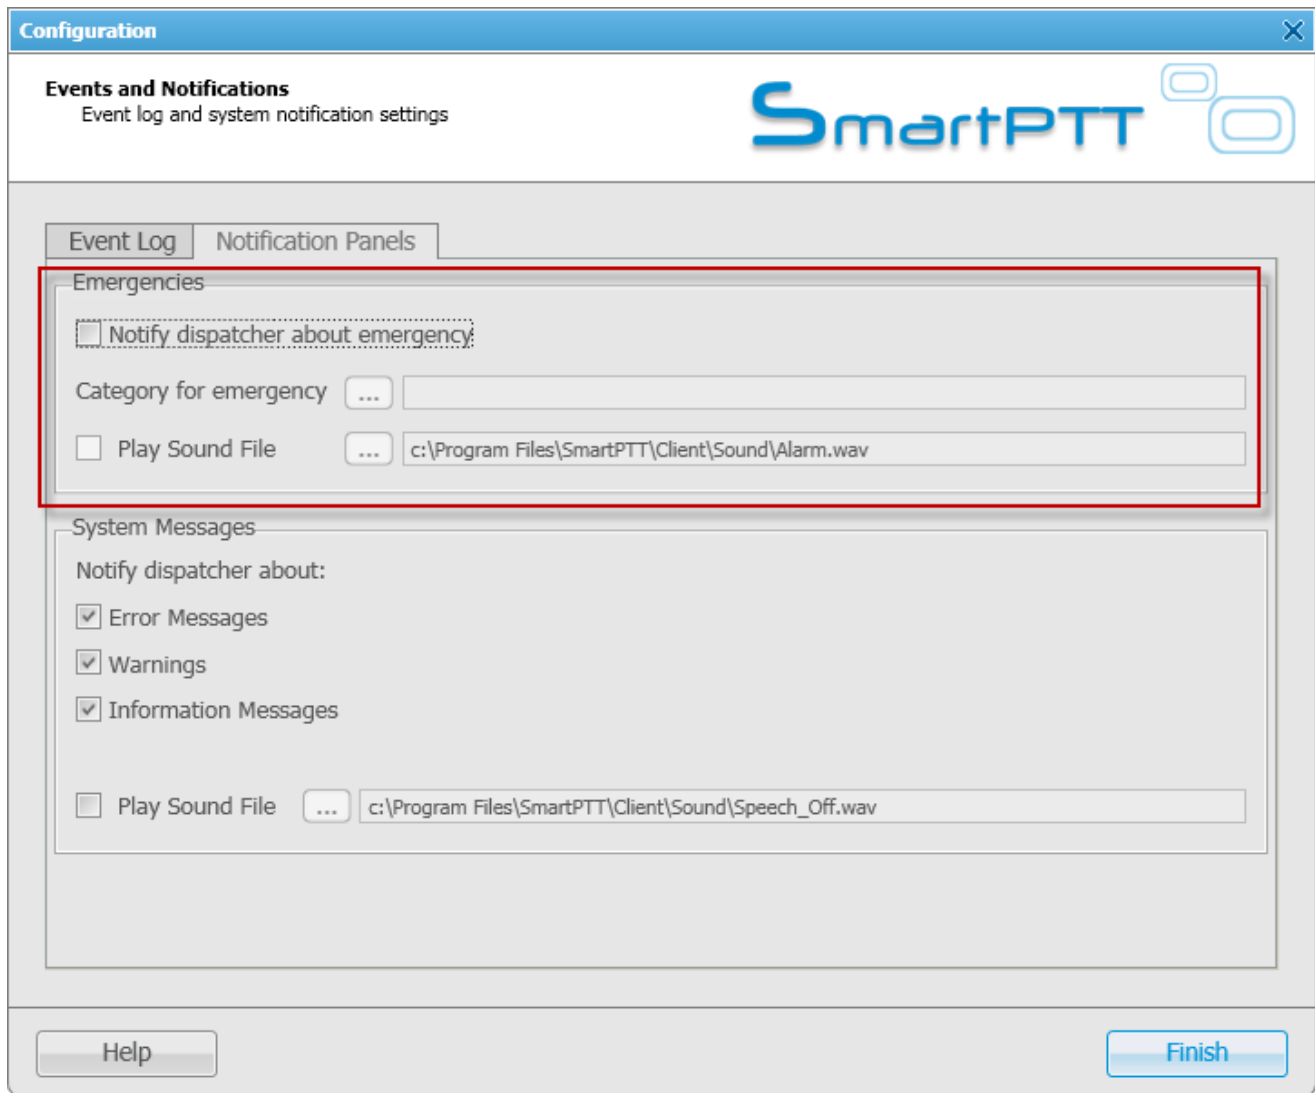 Configuration
Events and Notifications
Event log and system notification settings
SmartPTT
Event Log Notification Panels
Emergencies
Notify dispatcher about emergency
Category for emergency ...
Play Sound File ... c:\Program Files\SmartPTT\Client\Sound\Alarm.wav
System Messages
Notify dispatcher about:
Error Messages
Warnings
Information Messages
Play Sound File ... c:\Program Files\SmartPTT\Client\Sound\Speech_Off.wav
Help Finish